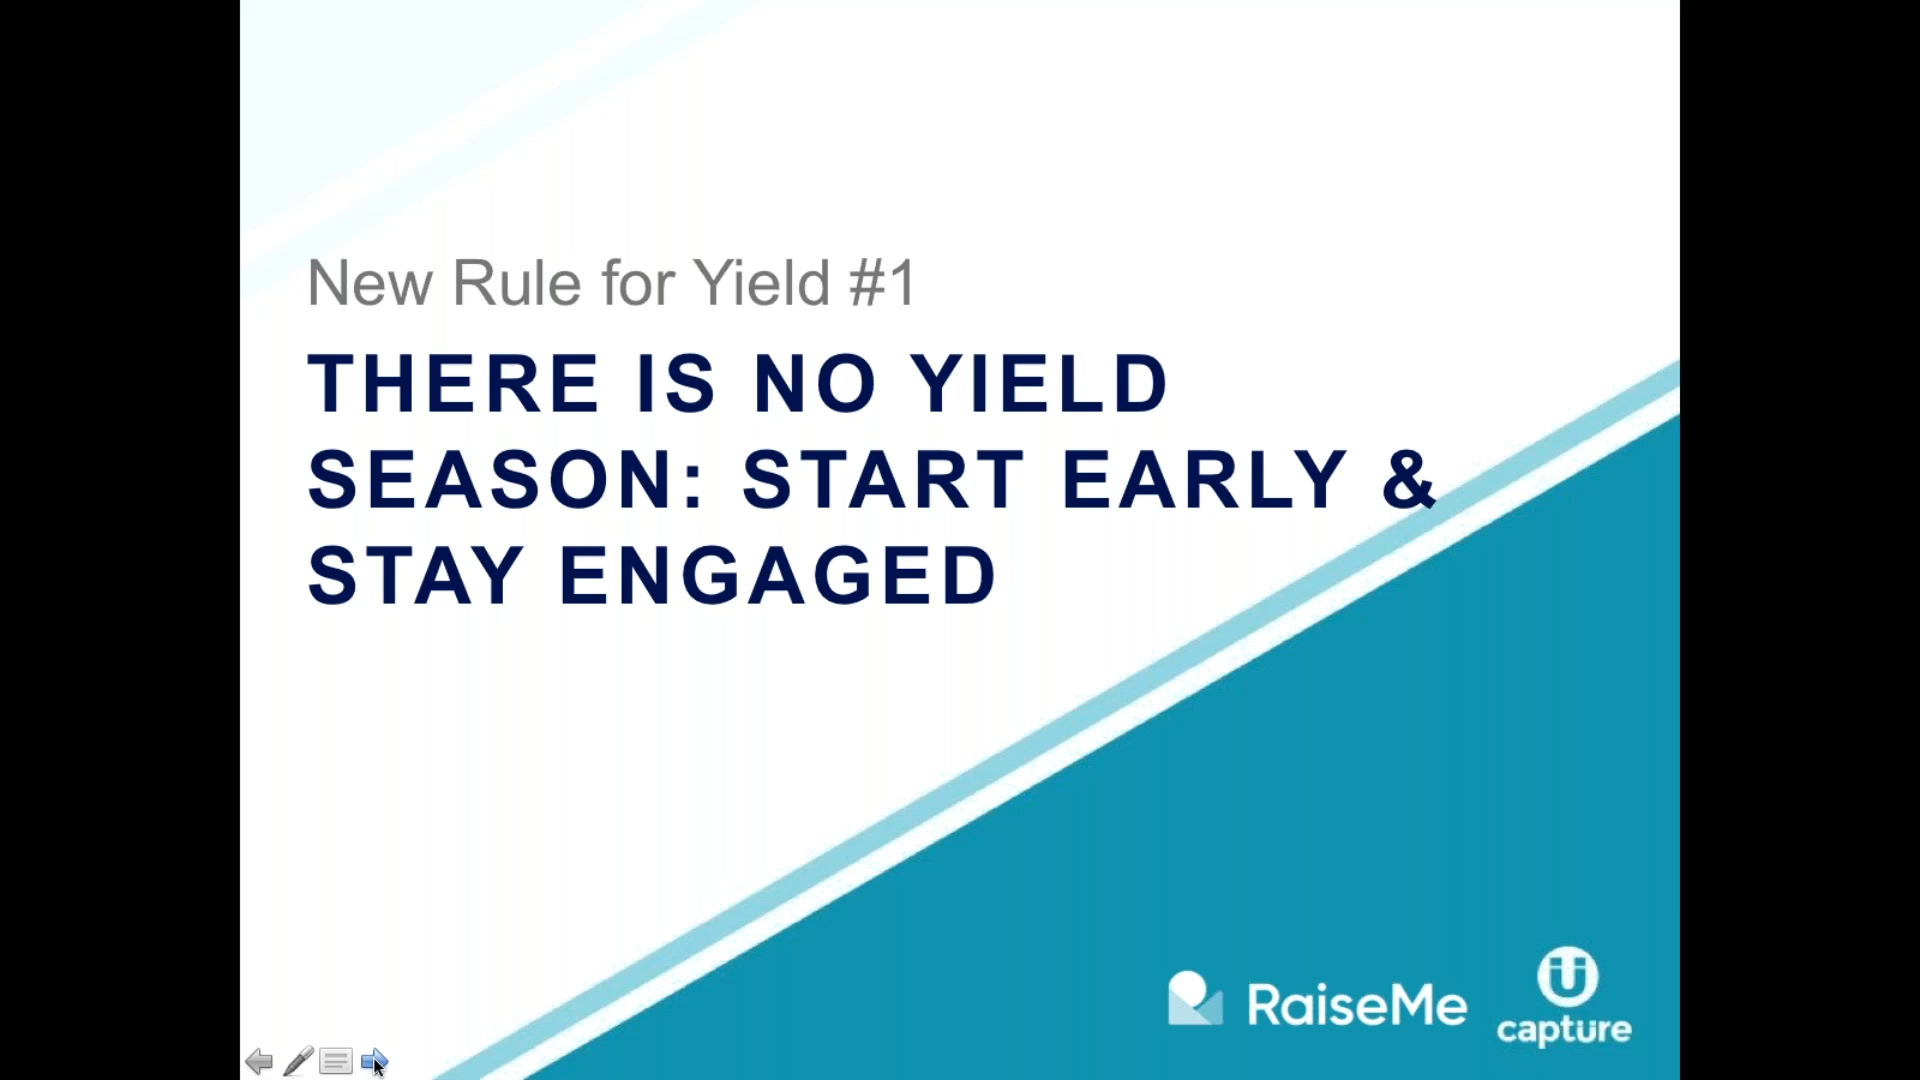 New Rule for Yield #1
THERE IS NO YIELD
SEASON: START EARLY &
STAY ENGAGED
RaiseMe
capture